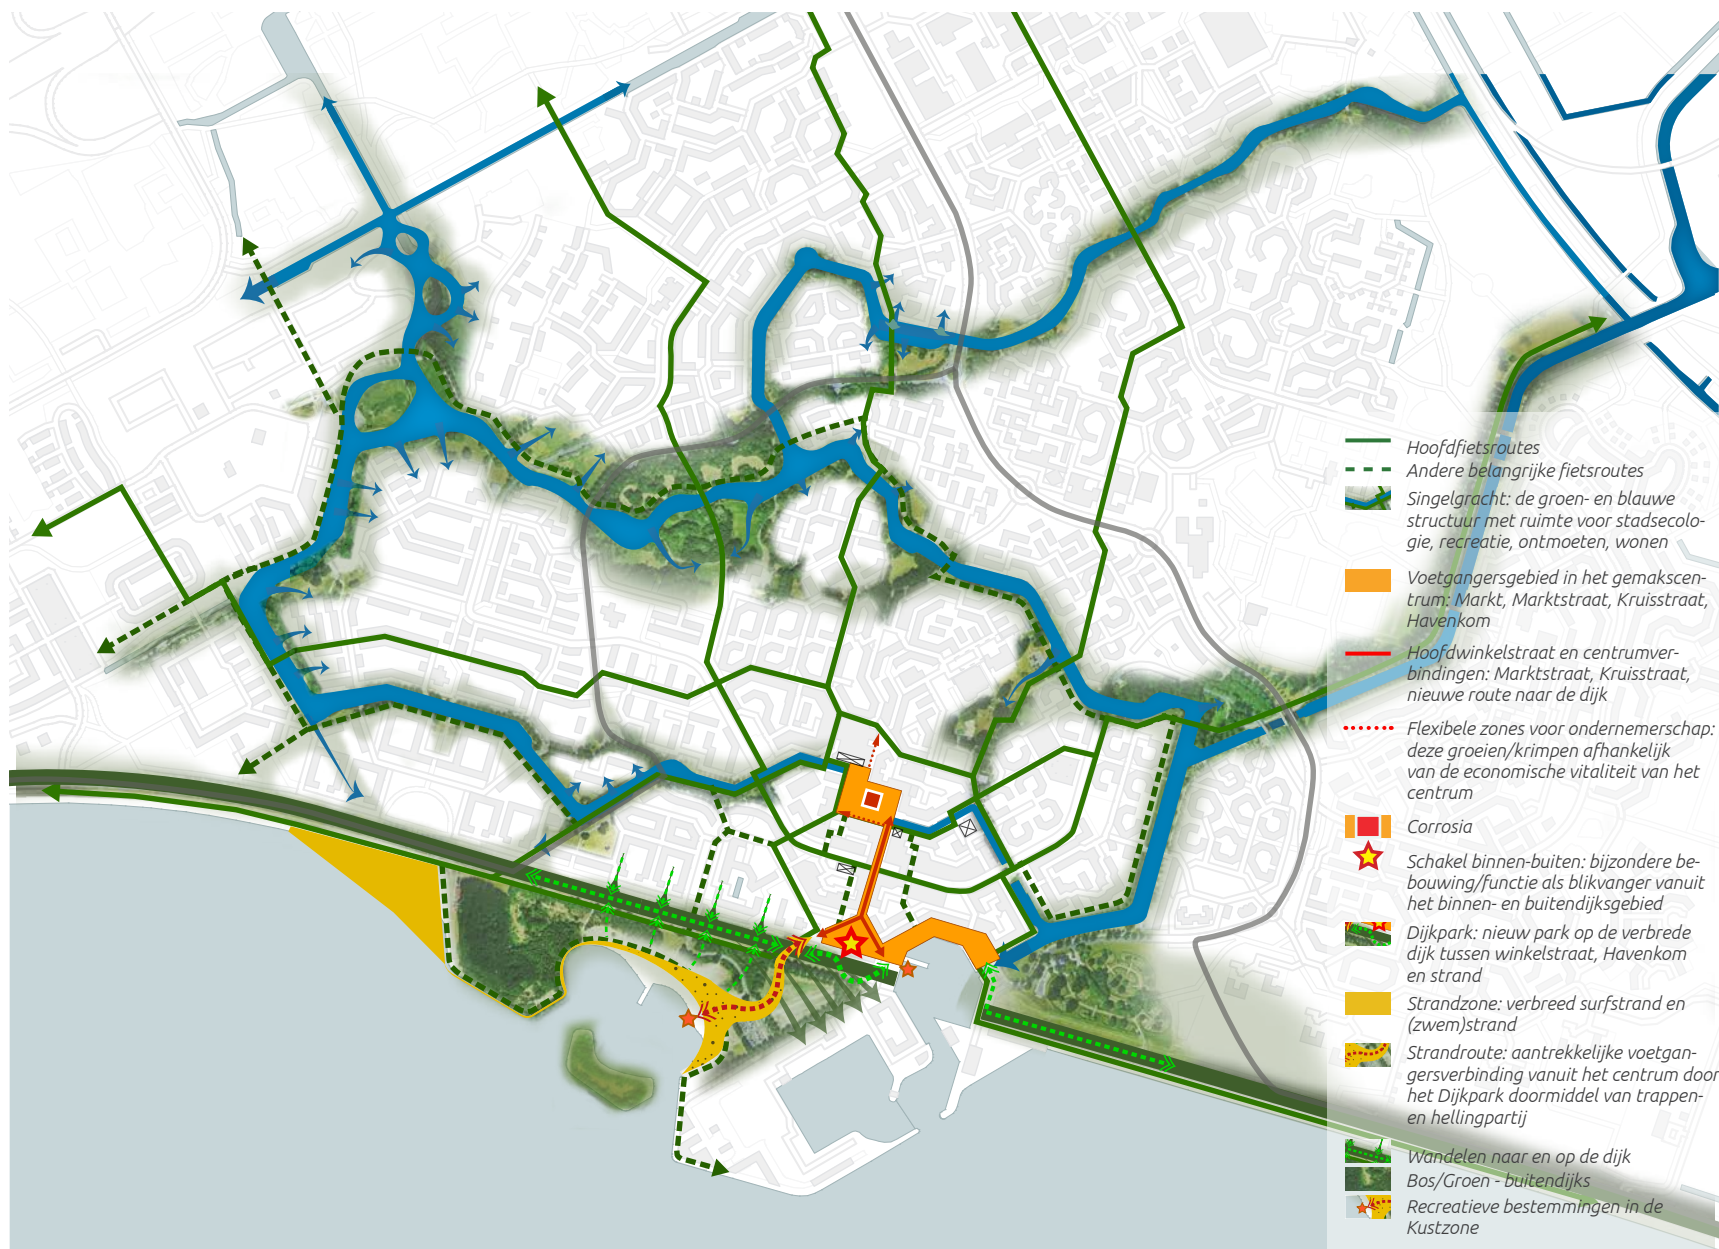 Hoofdfietsroutes
Andere belangrijke fietsroutes
Singelgracht: de groen- en blauwe
structuur met ruimte voor stadsecolo-
gie, recreatie, ontmoeten, wonen
Voetgangersgebied in het gemakscen-
trum: Markt, Marktstraat, Kruisstraat,
Havenkom
Hoofdwinkelstraat en centrumver-
bindingen: Marktstraat, Kruisstraat,
nieuwe route naar de dijk
Flexibele zones voor ondernemerschap:
deze groeien/krimpen afhankelijk
van de economische vitaliteit van het
centrum
Corrosia
Schakel binnen-buiten: bijzondere be-
bouwing/functie als blikvanger vanuit
het binnen- en buitendijksgebied
Dijkpark: nieuw park op de verbrede
dijk tussen winkelstraat, Havenkom
en strand
Strandzone: verbreed surfstrand en
(zwem)strand
Strandroute: aantrekkelijke voetgan-
gersverbinding vanuit het centrum door
het Dijkpark doormiddel van trappen-
en hellingpartij
Wandelen naar en op de dijk
Bos/Groen - buitendijks
Recreatieve bestemmingen in de
Kustzone